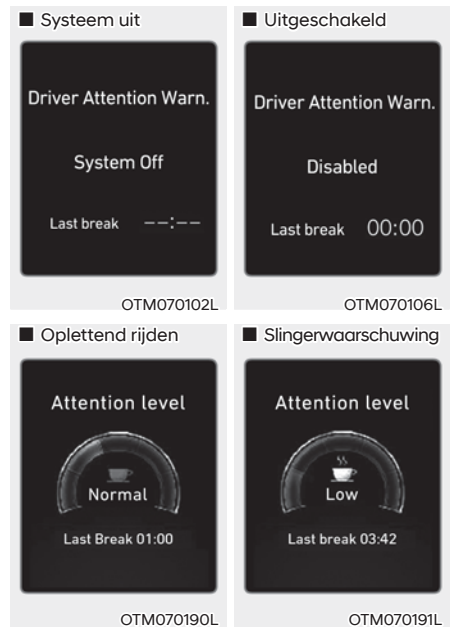 ■ Systeem uit
Driver Attention Warn.
System Off
Last break --:--
OTM070102L
■ Uitgeschakeld
Driver Attention Warn.
Disabled
Last break 00:00
OTM070106L
■ Oplettend rijden
Attention level
Normal
Last Break 01:00
OTM070190L
■ Slingerwaarschuwing
Attention level
Low
Last break 03:42
OTM070191L